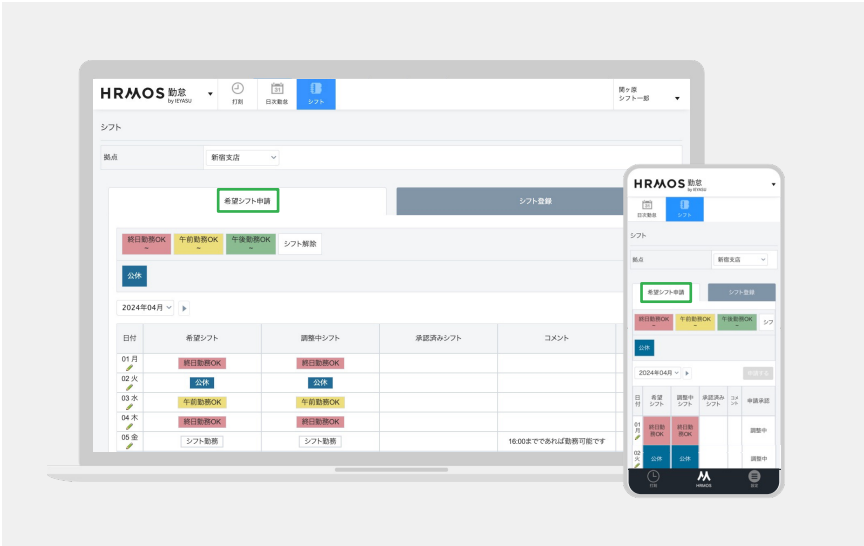 HRMOS 勤怠
by IEYASU
打刻
31
日次勤怠
シフト
関ヶ原
シフト一郎
シフト
拠点
新宿支店
希望シフト申請
シフト登録
終日勤務OK
~
午前勤務OK
~
午後勤務OK
~
シフト解除
公休
2024年04月
日付
希望シフト
調整中シフト
承認済みシフト
コメント
01 月
終日勤務OK
終日勤務OK
02 火
公休
公休
03 水
午前勤務OK
午前勤務OK
04 木
終日勤務OK
終日勤務OK
05 金
シフト勤務
シフト勤務
16:00までであれば勤務可能です
HRMOS 勤怠
by IEYASU
31
日次勤怠
シフト
シフト
拠点
新宿支店
希望シフト申請
シフト登録
終日勤務OK
~
午前勤務OK
~
午後勤務OK
~
シフ
公休
2024年04月
日
付
希望
シフト
調整中
シフト
承認済み
シフト
コメ
ント
申請承認
01
月
終日勤
務OK
終日勤
務OK
調整中
02
火
公休
公休
調整中
打刻
HRMOS
設定